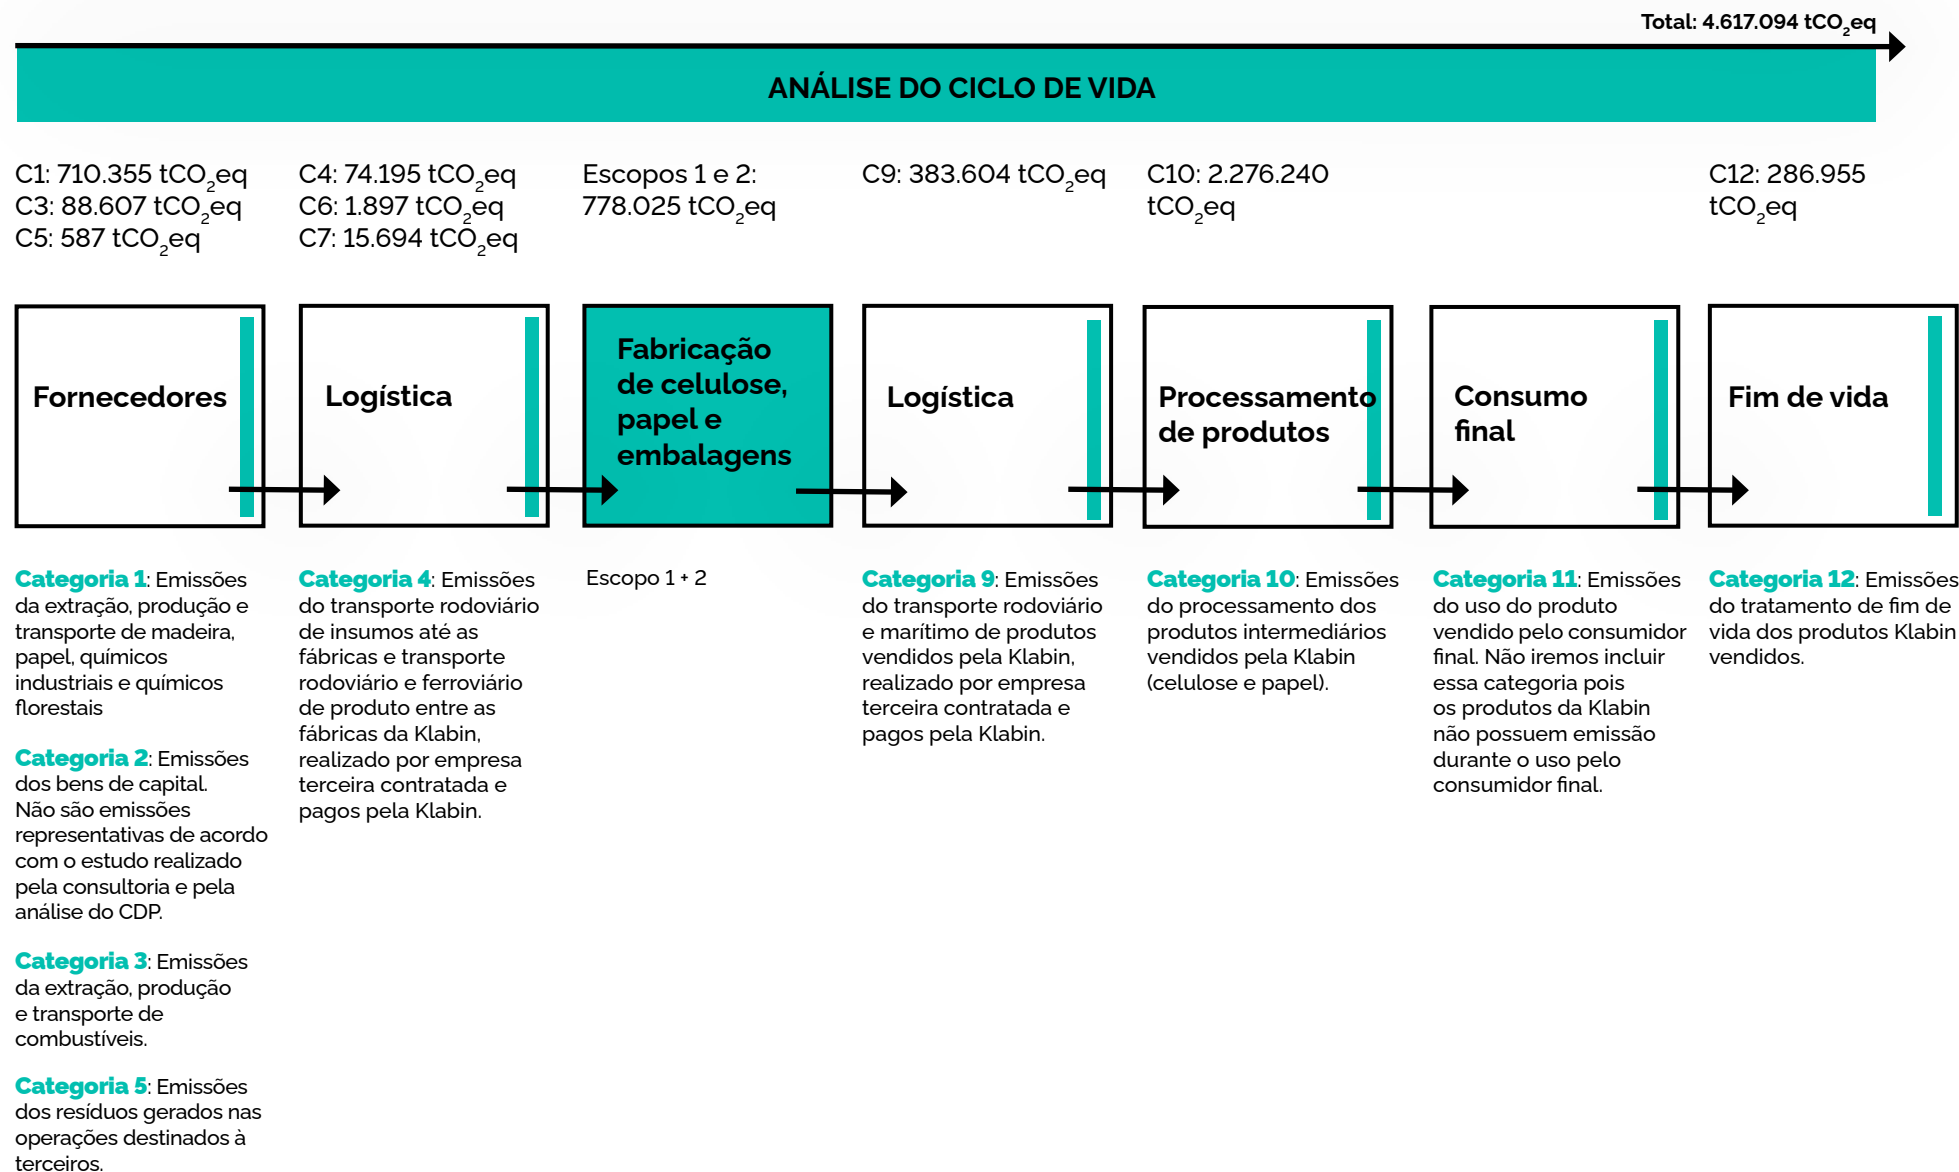 Total: 4.617.094 tCO₂eq
ANÁLISE DO CICLO DE VIDA
C1: 710.355 tCO₂eq
C3: 88.607 tCO₂eq
C5: 587 tCO₂eq
C4: 74.195 tCO₂eq
C6: 1.897 tCO₂eq
C7: 15.694 tCO₂eq
Escopos 1 e 2:
778.025 tCO₂eq
C9: 383.604 tCO₂eq
C10: 2.276.240
tCO₂eq
C12: 286.955
tCO₂eq
Fornecedores
Logística
Fabricação
de celulose,
papel e
embalagens
Logística
Processamento
de produtos
Consumo
final
Fim de vida
Categoria 1: Emissões
da extração, produção e
transporte de madeira,
papel, químicos
industriais e químicos
florestais
Categoria 2: Emissões
dos bens de capital.
Não são emissões
representativas de acordo
com o estudo realizado
pela consultoria e pela
análise do CDP.
Categoria 3: Emissões
da extração, produção
e transporte de
combustíveis.
Categoria 5: Emissões
dos resíduos gerados nas
operações destinados à
terceiros.
Categoria 4: Emissões
do transporte rodoviário
de insumos até as
fábricas e transporte
rodoviário e ferroviário
de produto entre as
fábricas da Klabin,
realizado por empresa
terceira contratada e
pagos pela Klabin.
Escopo 1 + 2
Categoria 9: Emissões
do transporte rodoviário
e marítimo de produtos
vendidos pela Klabin,
realizado por empresa
terceira contratada e
pagos pela Klabin.
Categoria 10: Emissões
do processamento dos
produtos intermediários
vendidos pela Klabin
(celulose e papel).
Categoria 11: Emissões
do uso do produto
vendido pelo consumidor
final. Não iremos incluir
essa categoria pois
os produtos da Klabin
não possuem emissão
durante o uso pelo
consumidor final.
Categoria 12: Emissões
do tratamento de fim de
vida dos produtos Klabin
vendidos.